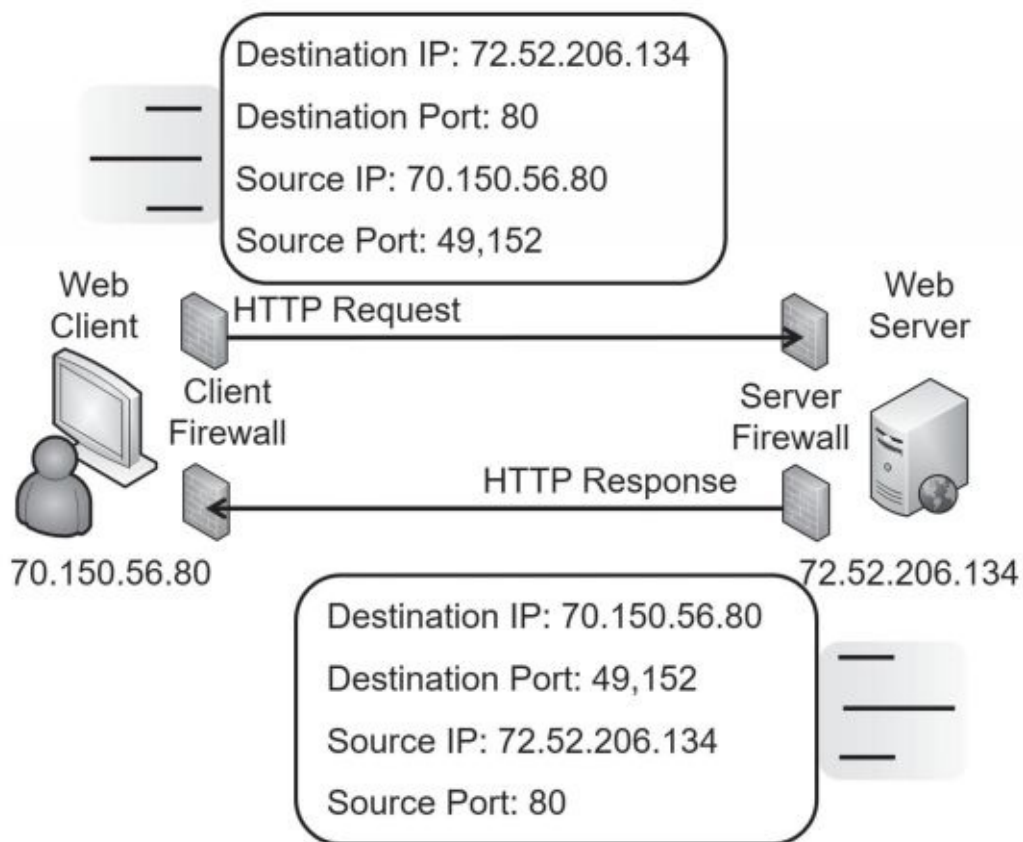 Destination IP: 72.52.206.134
Destination Port: 80
Source IP: 70.150.56.80
Source Port: 49,152
Web
Client
HTTP Request
Web
Server
Client
Firewall
Server
Firewall
HTTP Response
70.150.56.80
72.52.206.134
Destination IP: 70.150.56.80
Destination Port: 49,152
Source IP: 72.52.206.134
Source Port: 80